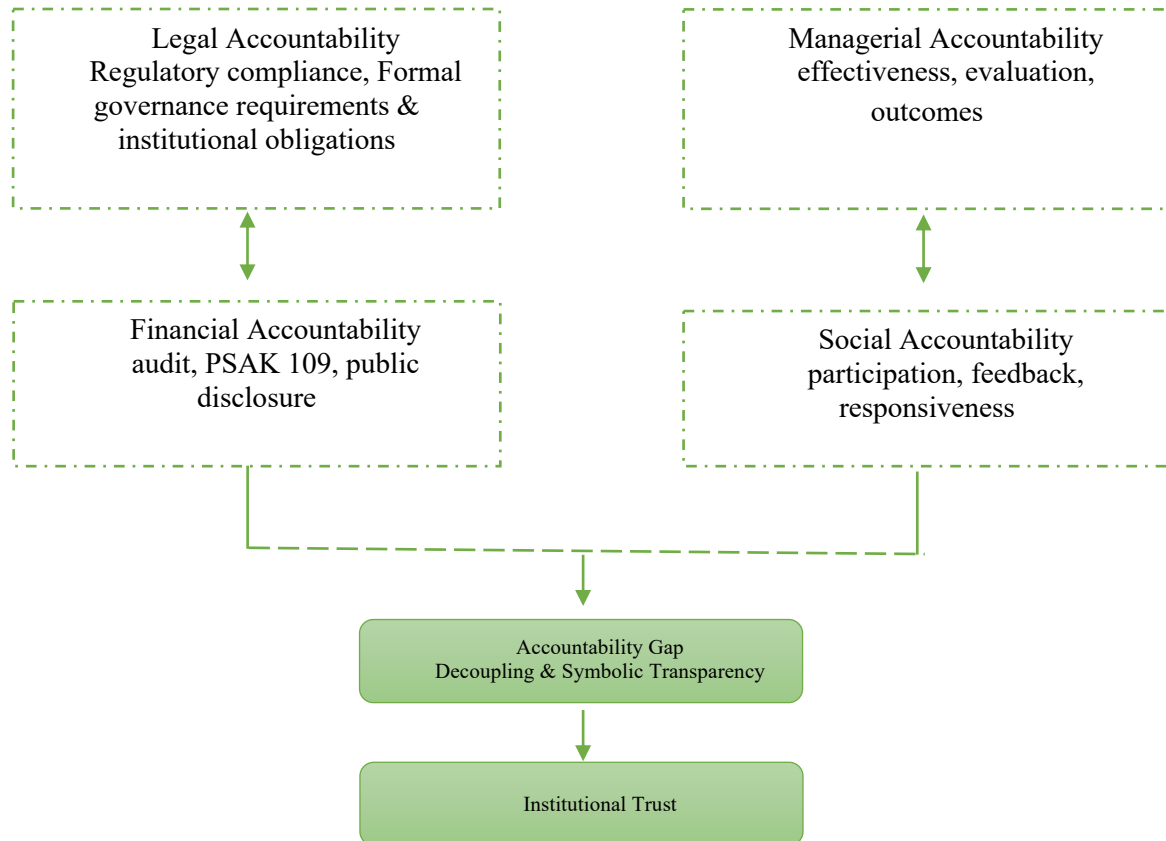 Legal Accountability
Regulatory compliance, Formal
governance requirements &
institutional obligations
Managerial Accountability
effectiveness, evaluation,
outcomes
Financial Accountability
audit, PSAK 109, public
disclosure
Social Accountability
participation, feedback,
responsiveness
Accountability Gap
Decoupling & Symbolic Transparency
Institutional Trust